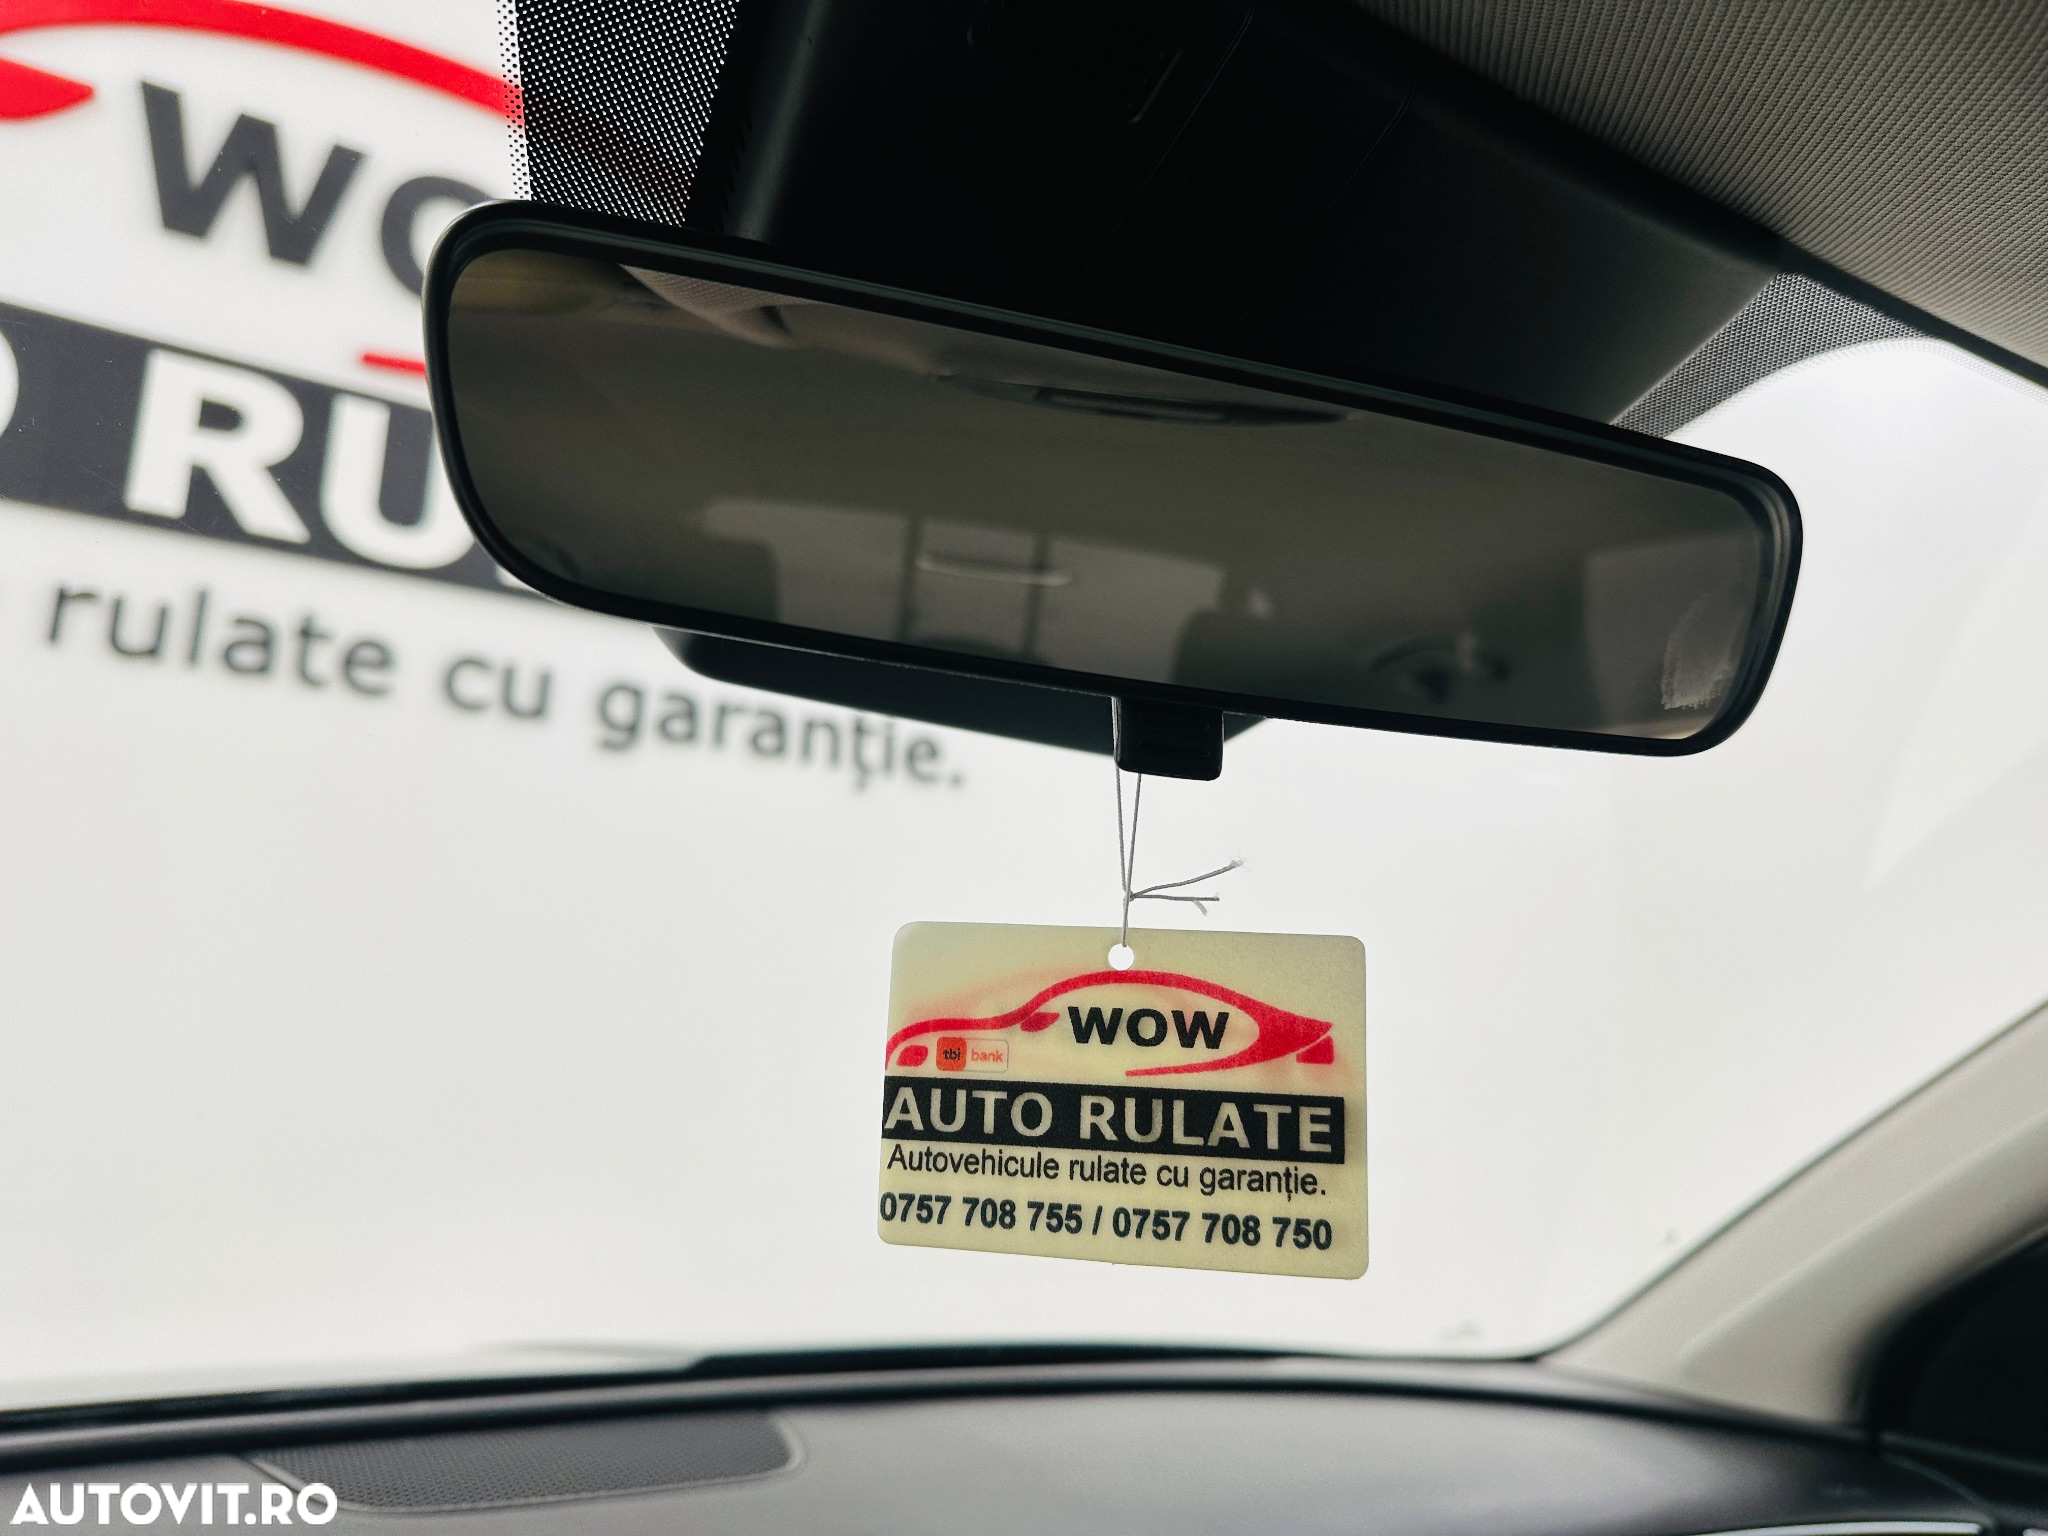 WO
O RU
rulate cu garanție.
WOW
tbi bank
AUTO RULATE
Autovehicule rulate cu garanție.
0757 708 755 / 0757 708 750
AUTOVIT.RO